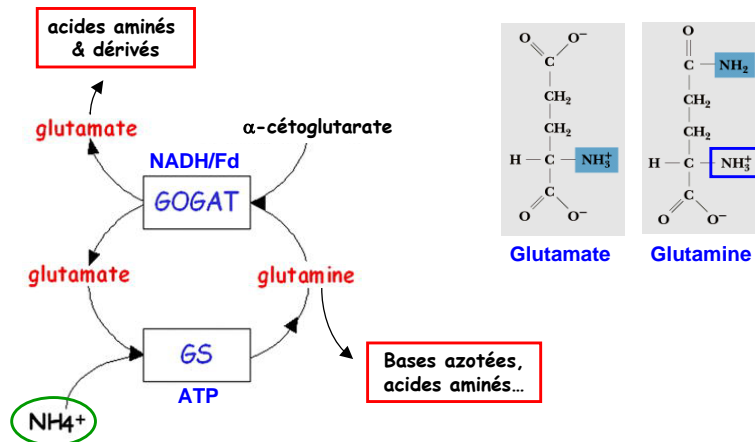 acides aminés
& dérivés
glutamate
α-cétoglutarate
NADH/Fd
GOGAT
glutamate
glutamine
GS
ATP
NH4+
Bases azotées,
acides aminés...
O
O⁻
C
CH₂
CH₂
H — C — NH₃⁺
C
O
O⁻
Glutamate
O
C — NH₂
CH₂
CH₂
H — C — NH₃⁺
C
O
O⁻
Glutamine